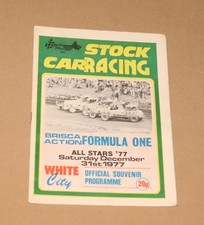 STOCK
CAR RACING
BRISCA FORMULA ONE
ACTION
ALL STARS '77
Saturday December
31st 1977
WHITE City
OFFICIAL SOUVENIR
PROGRAMME
20p